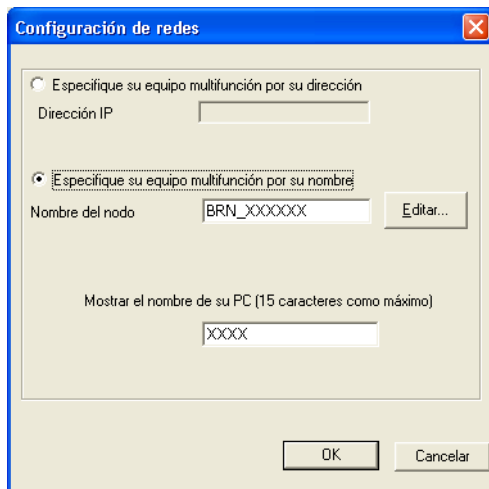 Configuración de redes
Especifique su equipo multifunción por su dirección
Dirección IP
Especifique su equipo multifunción por su nombre
Nombre del nodo BRN_XXXXXX Editar...
Mostrar el nombre de su PC (15 caracteres como máximo)
XXXX
OK Cancelar